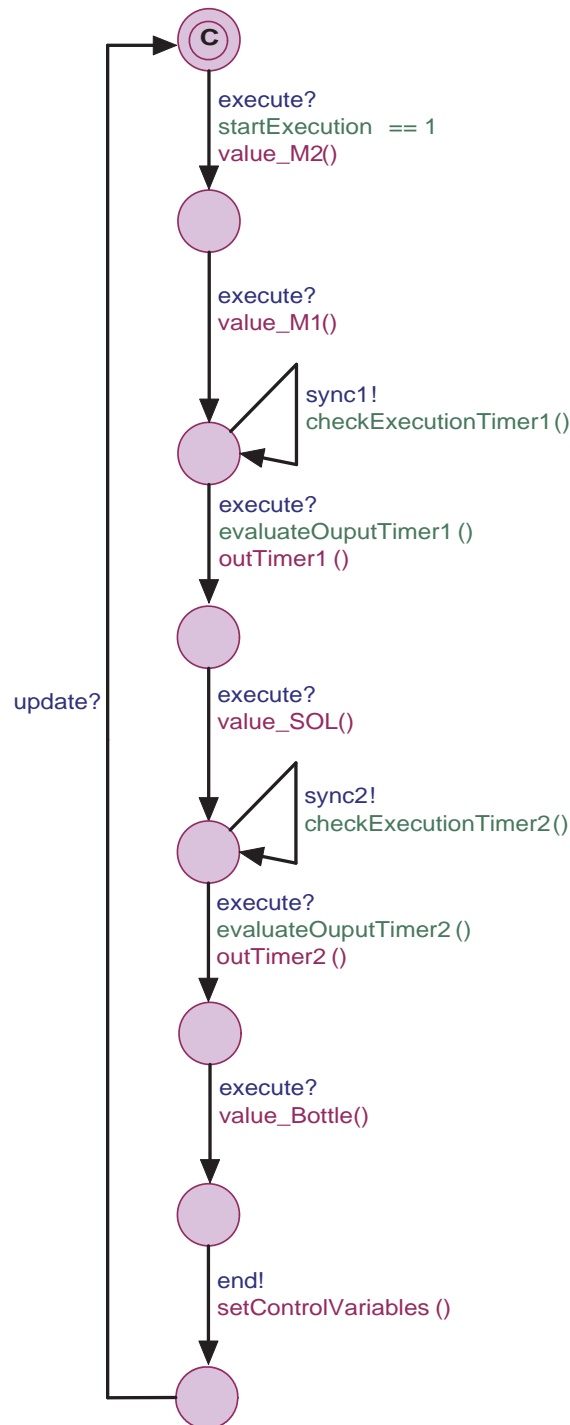 C
execute?
startExecution == 1
value_M2()
execute?
value_M1()
sync1!
checkExecutionTimer1()
execute?
evaluateOuputTimer1 ()
outTimer1 ()
update?
execute?
value_SOL()
sync2!
checkExecutionTimer2()
execute?
evaluateOuputTimer2 ()
outTimer2 ()
execute?
value_Bottle()
end!
setControlVariables ()